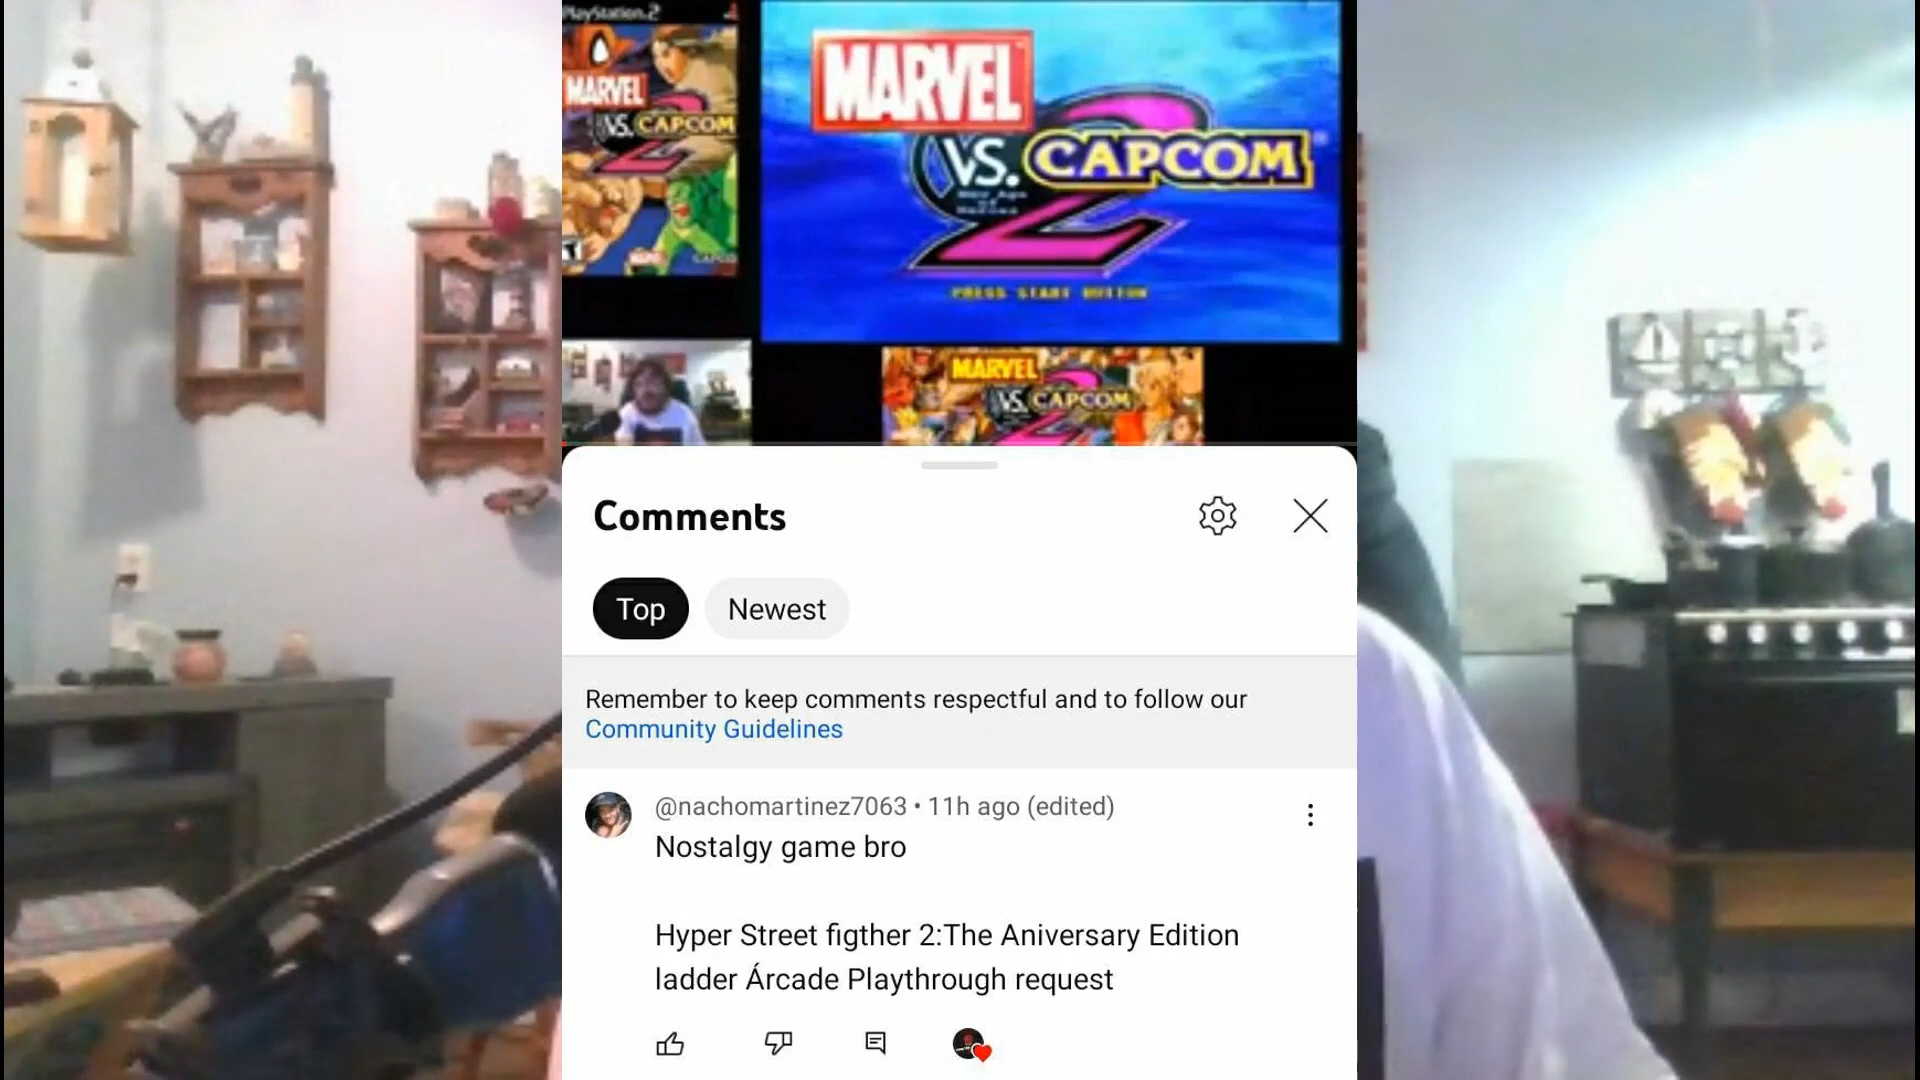 PlayStation 2
MARVEL
VS. CAPCOM
2
MARVEL
VS. CAPCOM
2
PRESS START BUTTON
MARVEL
VS. CAPCOM
Comments
Top
Newest
Remember to keep comments respectful and to follow our
Community Guidelines
@nachomartinez7063 • 11h ago (edited)
Nostalgy game bro
Hyper Street figther 2:The Aniversary Edition
ladder Árcade Playthrough request